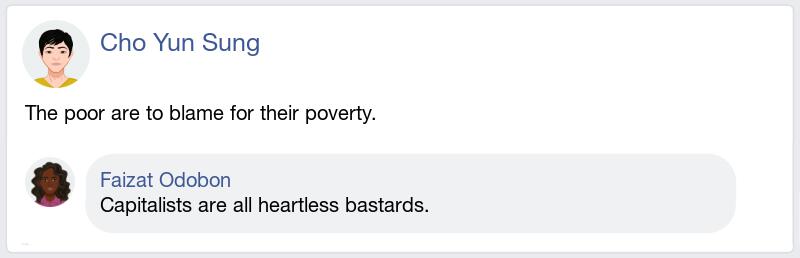 Cho Yun Sung
The poor are to blame for their poverty.
Faizat Odobon
Capitalists are all heartless bastards.